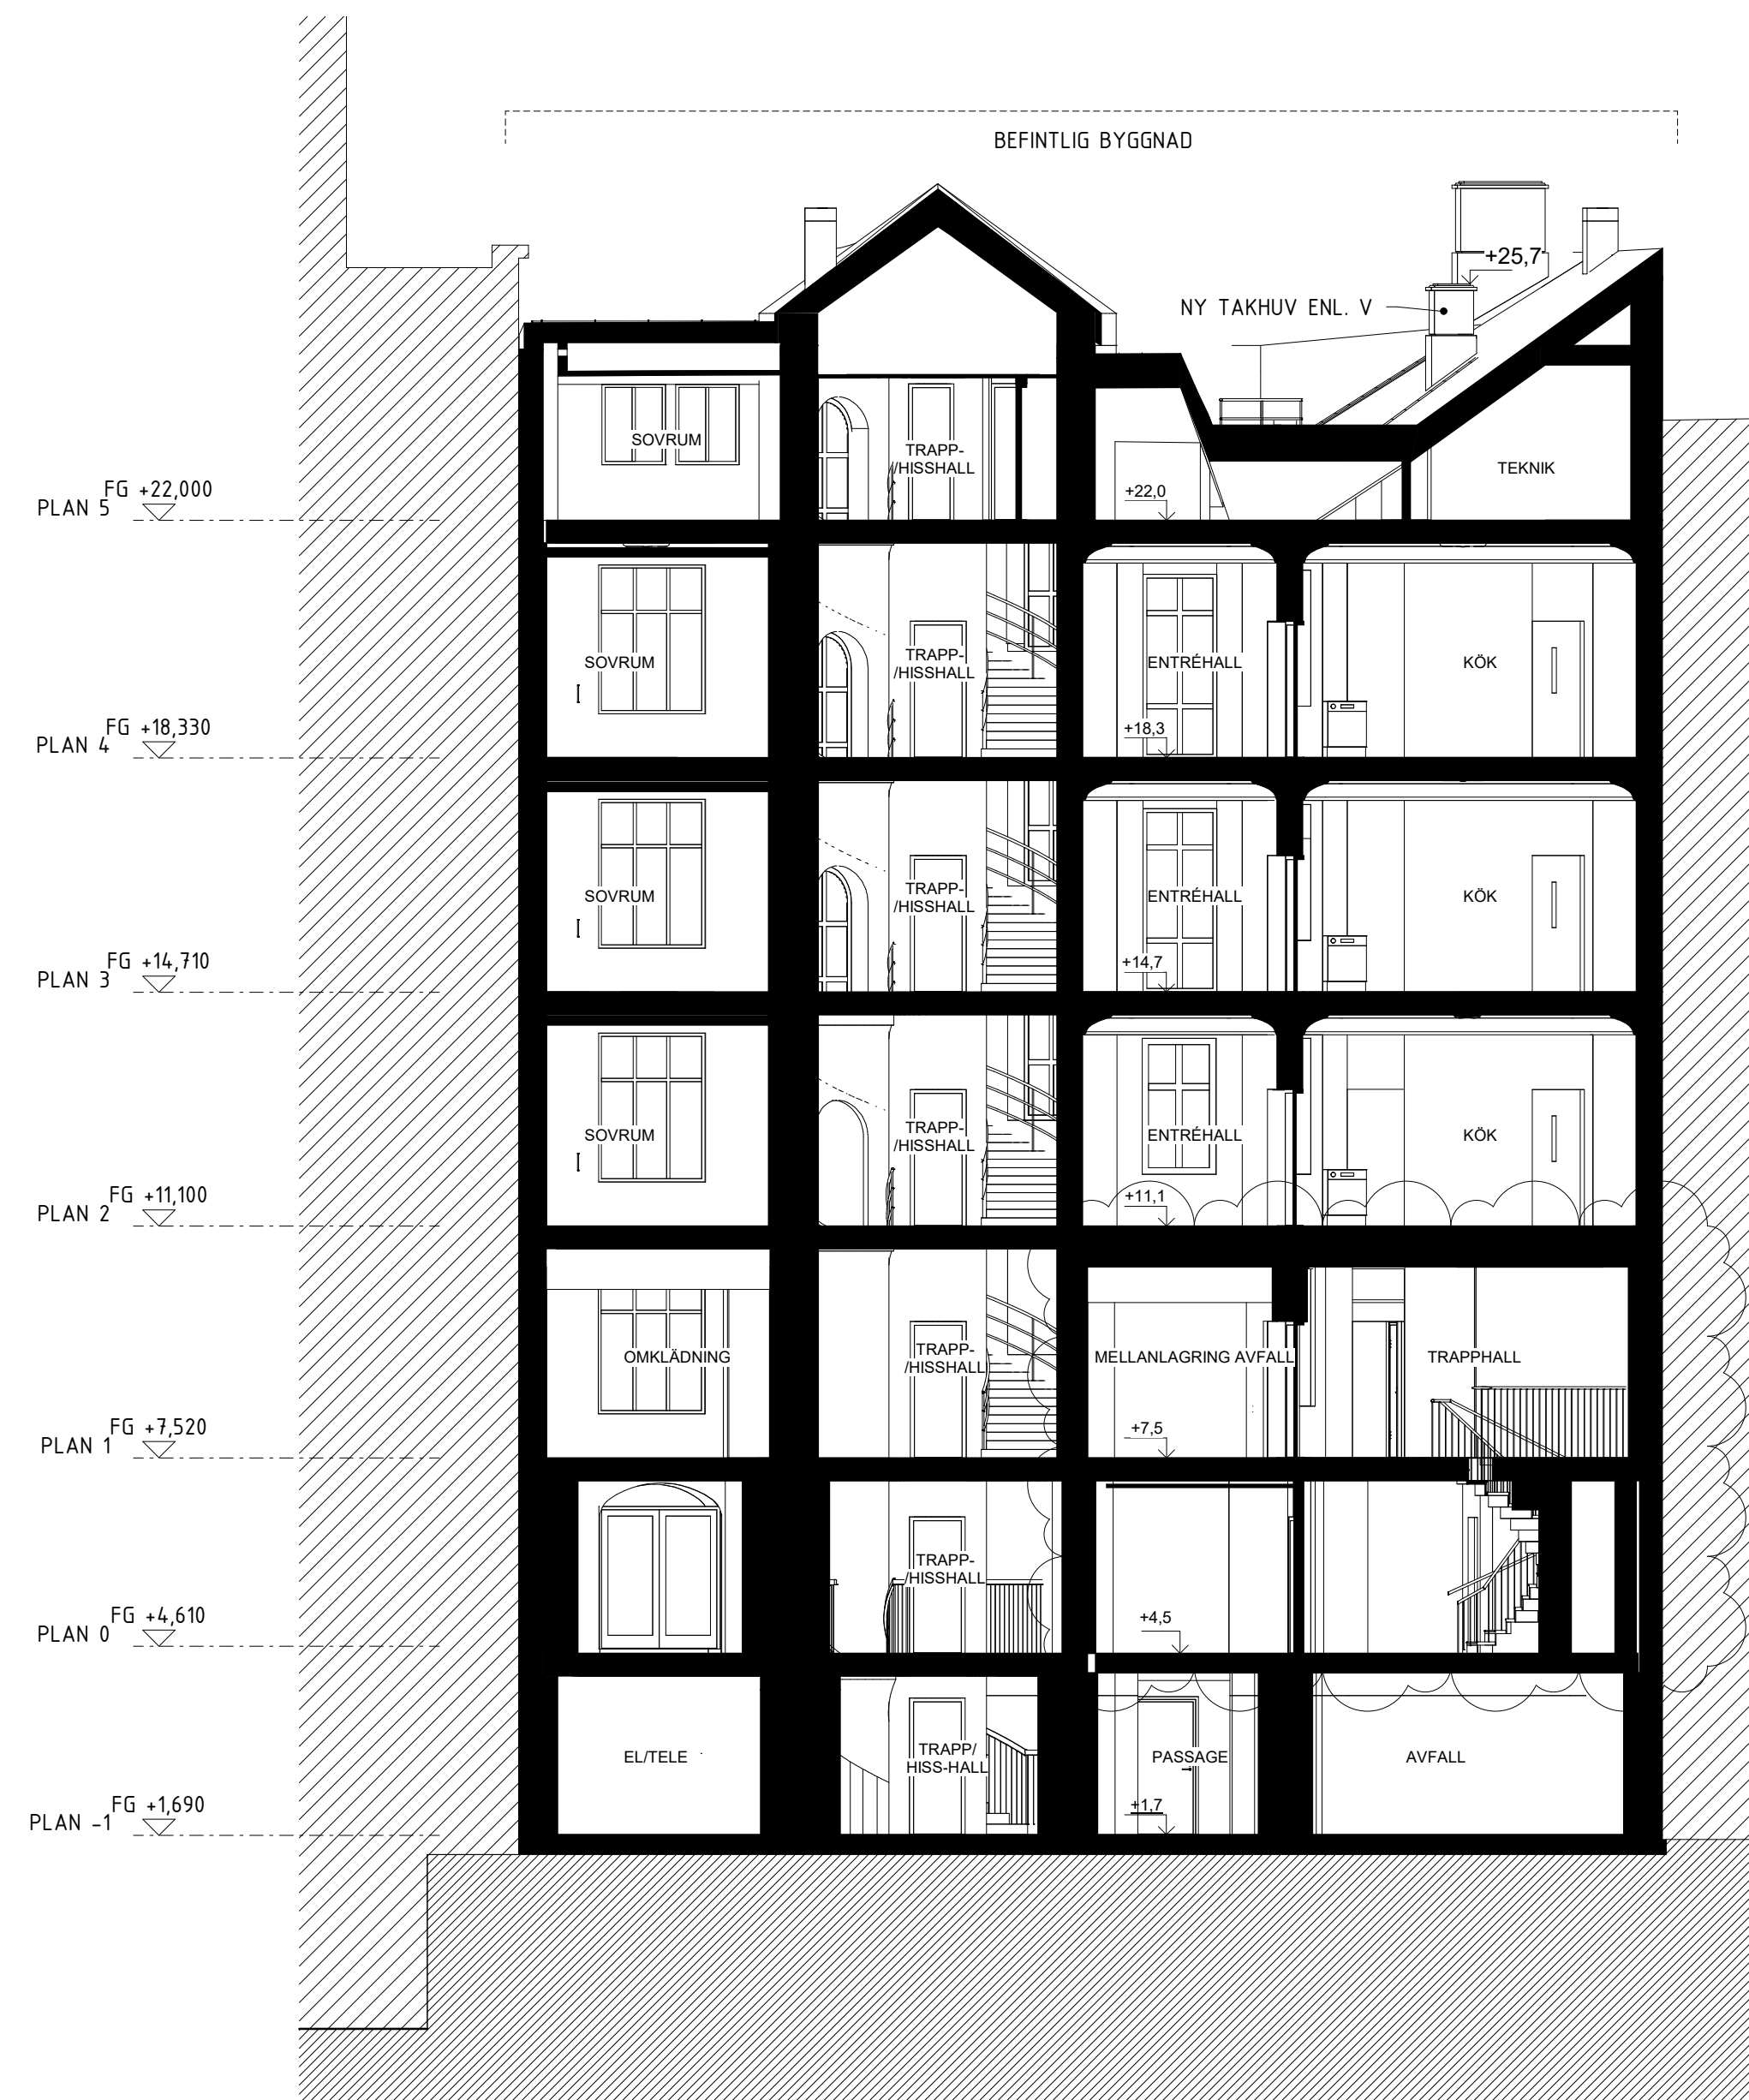 BEFINTLIG BYGGNAD
+25,7
NY TAKHUV ENL. V
SOVRUM
TRAPP-
/HISSHALL
TEKNIK
FG +22,000
PLAN 5
+22,0
SOVRUM
TRAPP-
/HISSHALL
ENTRÉHALL
KÖK
FG +18,330
PLAN 4
+18,3
SOVRUM
TRAPP-
/HISSHALL
ENTRÉHALL
KÖK
FG +14,710
PLAN 3
+14,7
SOVRUM
TRAPP-
/HISSHALL
ENTRÉHALL
KÖK
FG +11,100
PLAN 2
+11,1
OMKLÄDNING
TRAPP-
/HISSHALL
MELLANLAGRING AVFALL
TRAPPHALL
FG +7,520
PLAN 1
+7,5
TRAPP-
/HISSHALL
FG +4,610
PLAN 0
+4,5
EL/TELE
TRAPP/
HISS-HALL
PASSAGE
AVFALL
FG +1,690
PLAN -1
+1,7